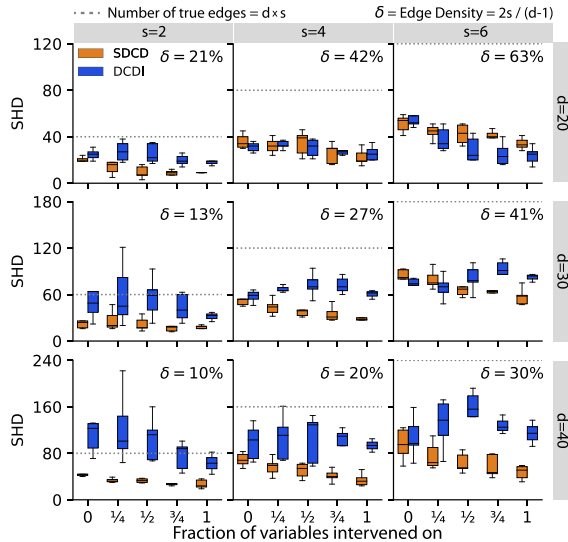 Number of true edges = d×s
δ = Edge Density = 2s / (d-1)
s=2
s=4
s=6
120
80
40
0
SHD
SDCD
DCDI
δ = 21%
δ = 42%
δ = 63%
d=20
180
120
60
0
SHD
δ = 13%
δ = 27%
δ = 41%
d=30
240
160
80
0
SHD
δ = 10%
δ = 20%
δ = 30%
d=40
0 ¼ ½ ¾ 1
0 ¼ ½ ¾ 1
0 ¼ ½ ¾ 1
Fraction of variables intervened on